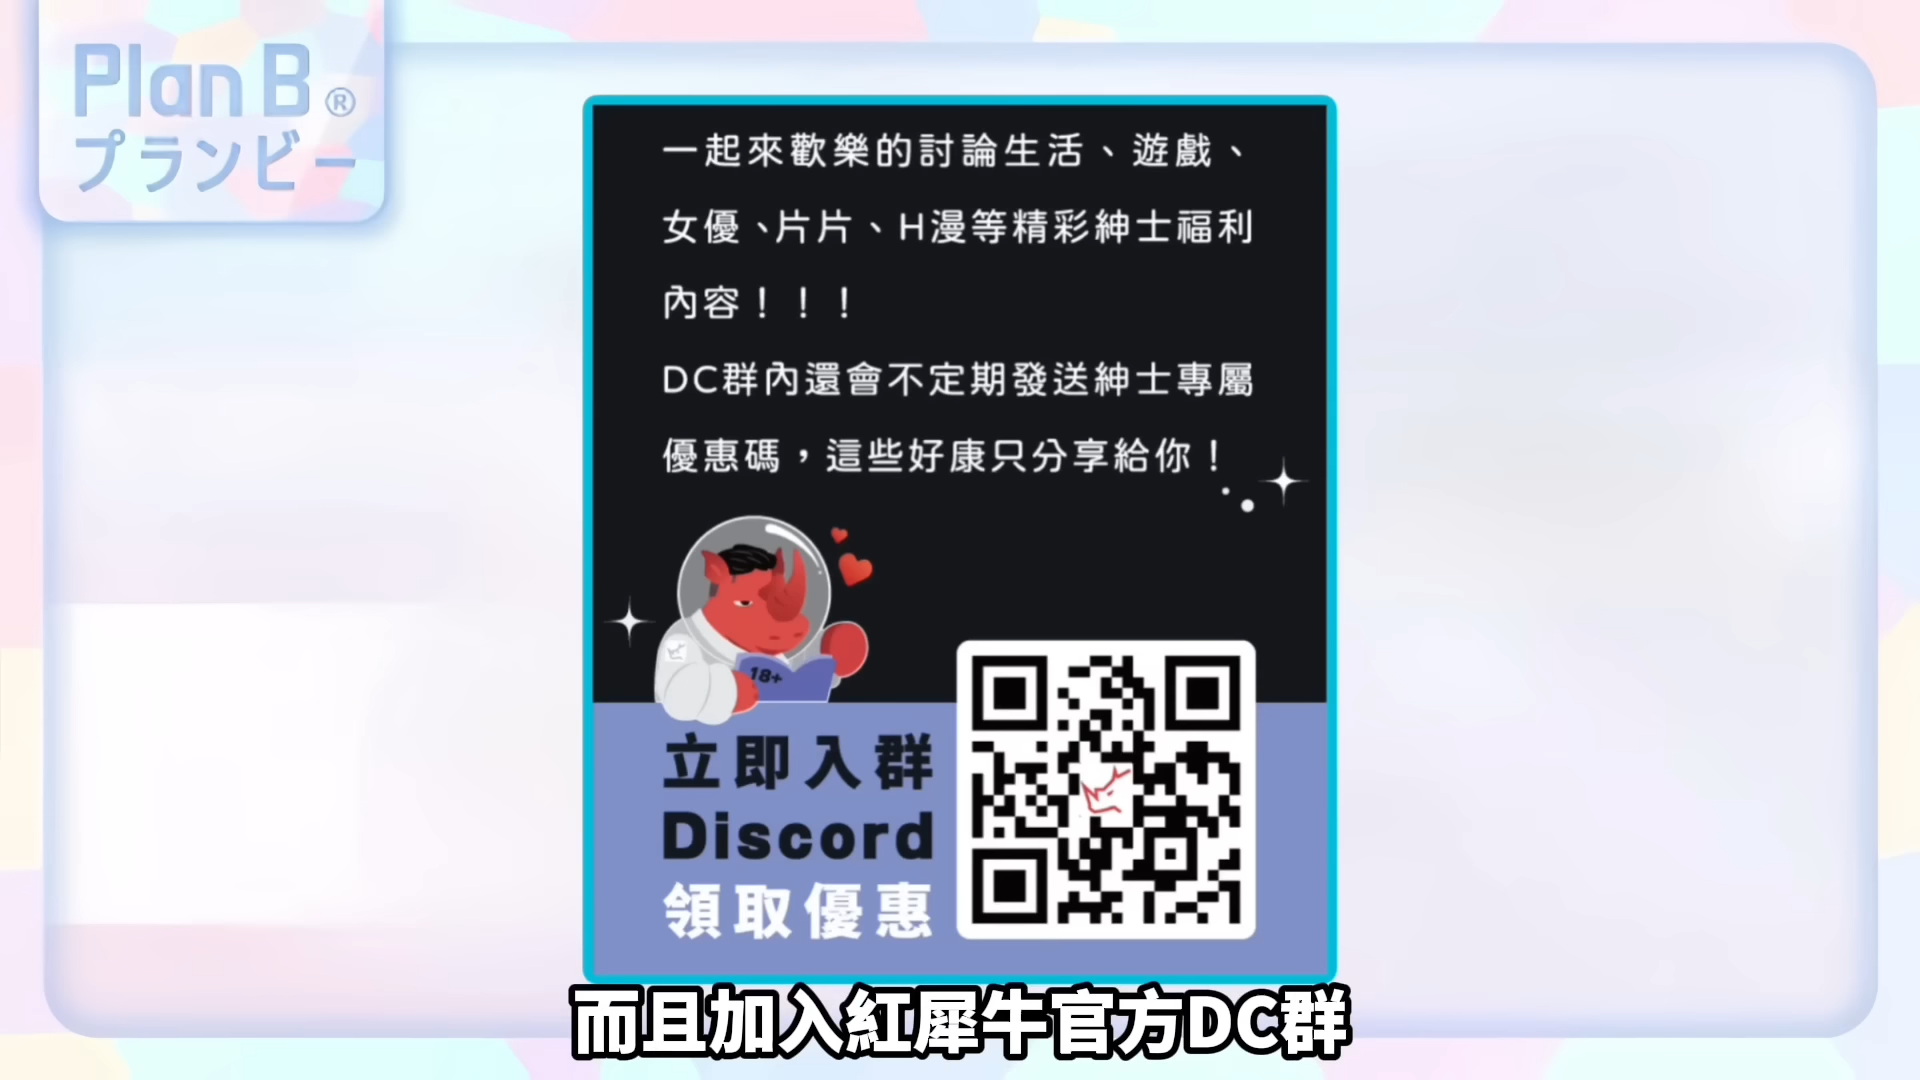 Plan B®
プランビー
一起來歡樂的討論生活、遊戲、
女優、片片、H漫等精彩紳士福利
內容！！！
DC群內還會不定期發送紳士專屬
優惠碼，這些好康只分享給你！
18+
立即入群
Discord
領取優惠
而且加入紅犀牛官方DC群